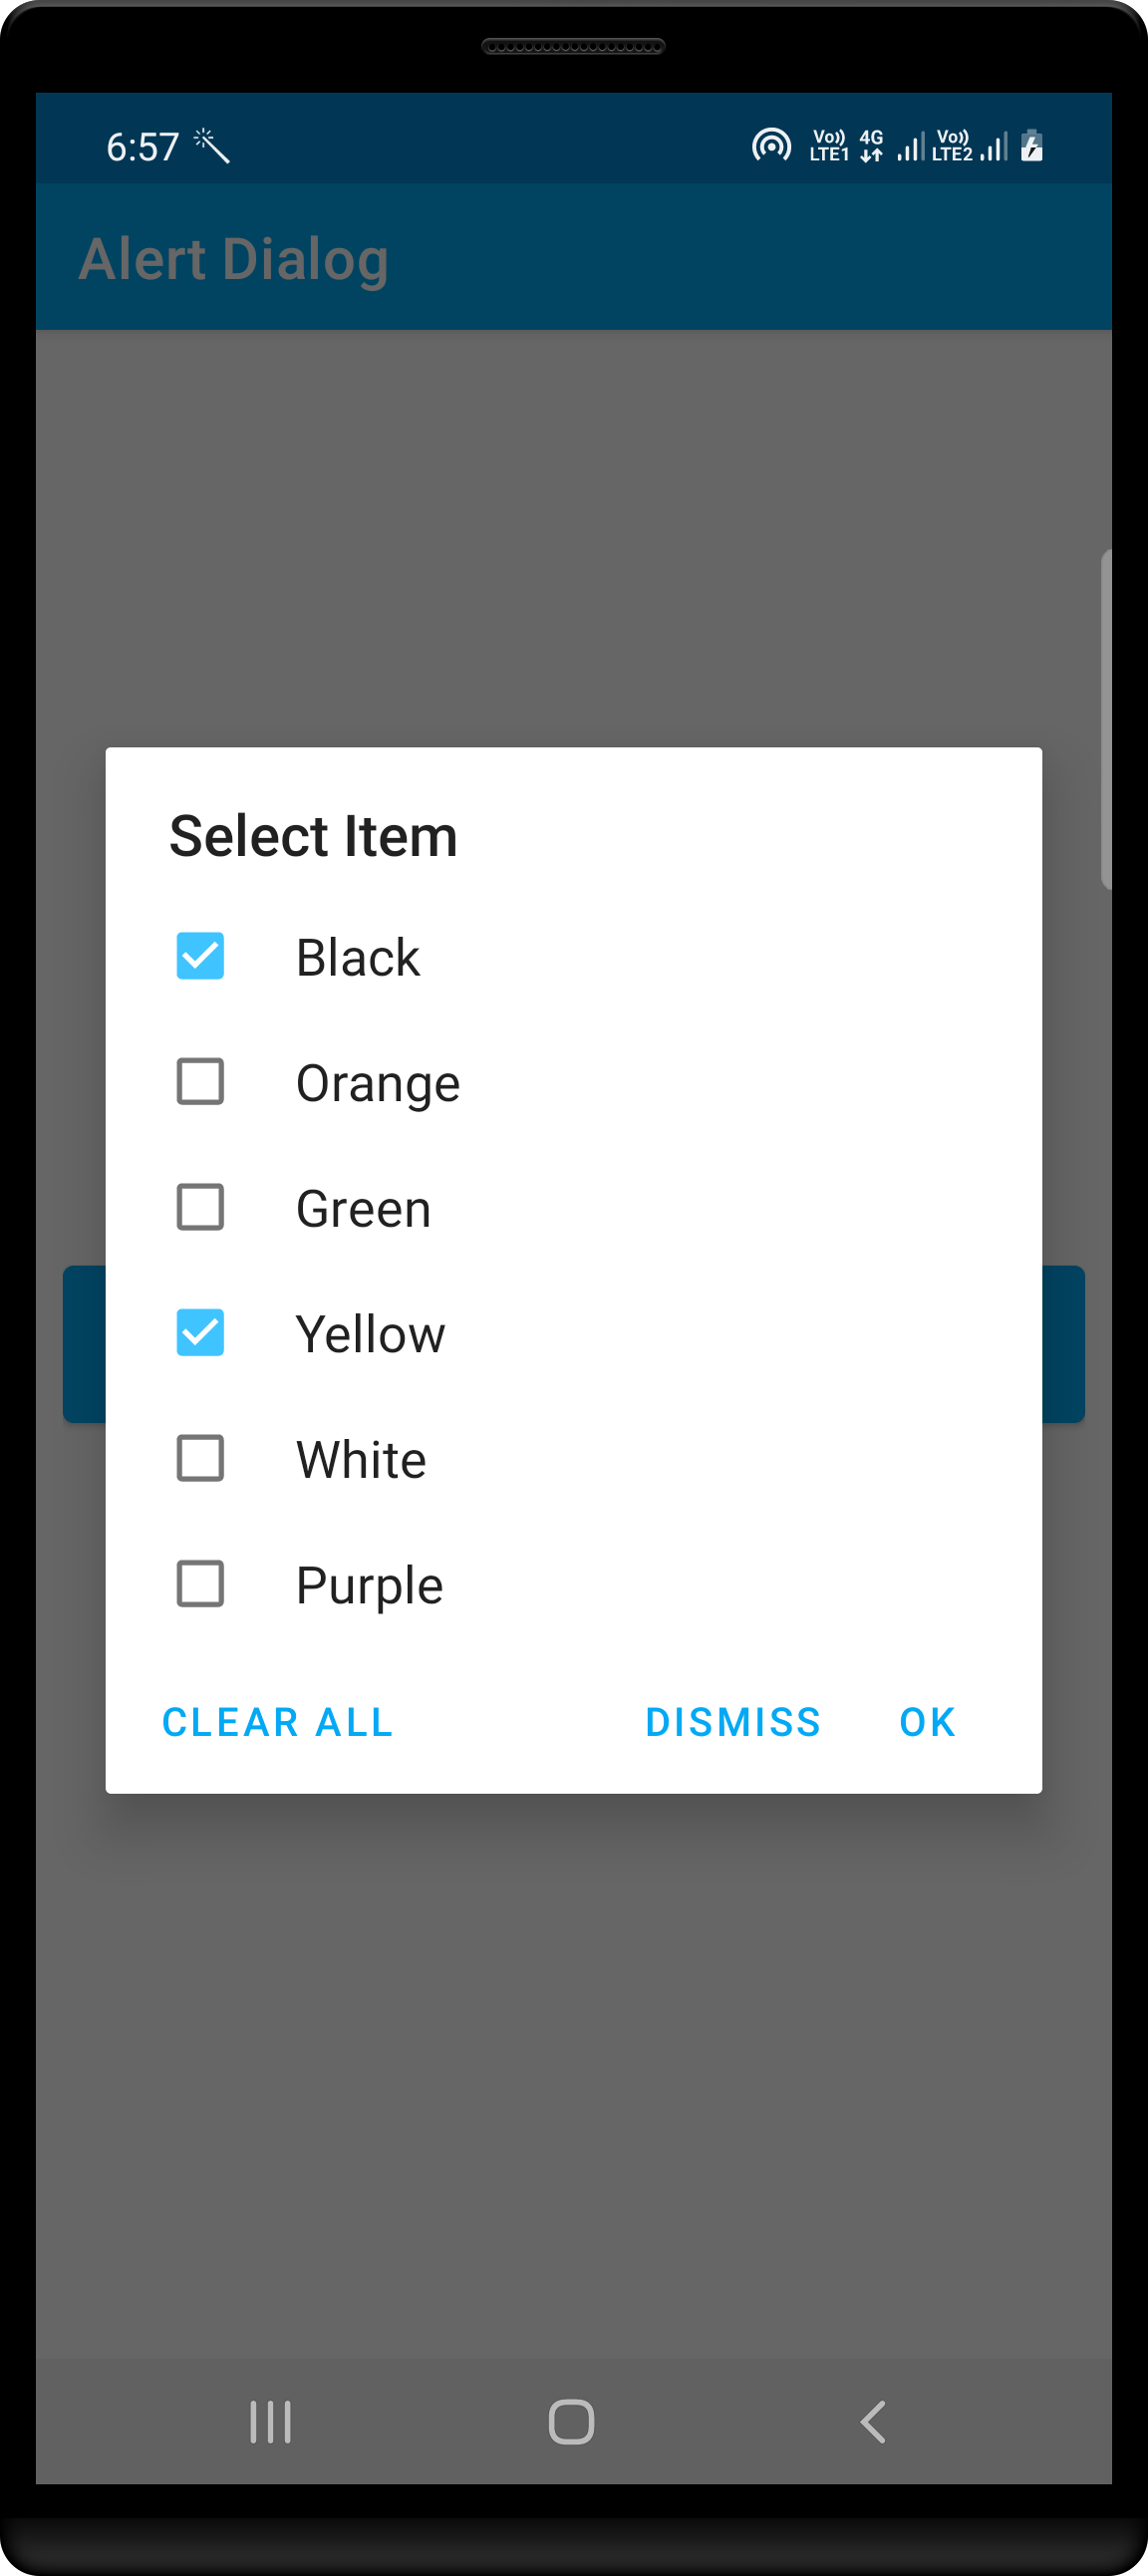 6:57 Vo)) LTE1 4G Vo)) LTE2
Alert Dialog
Select Item
Black
Orange
Green
Yellow
White
Purple
CLEAR ALL DISMISS OK